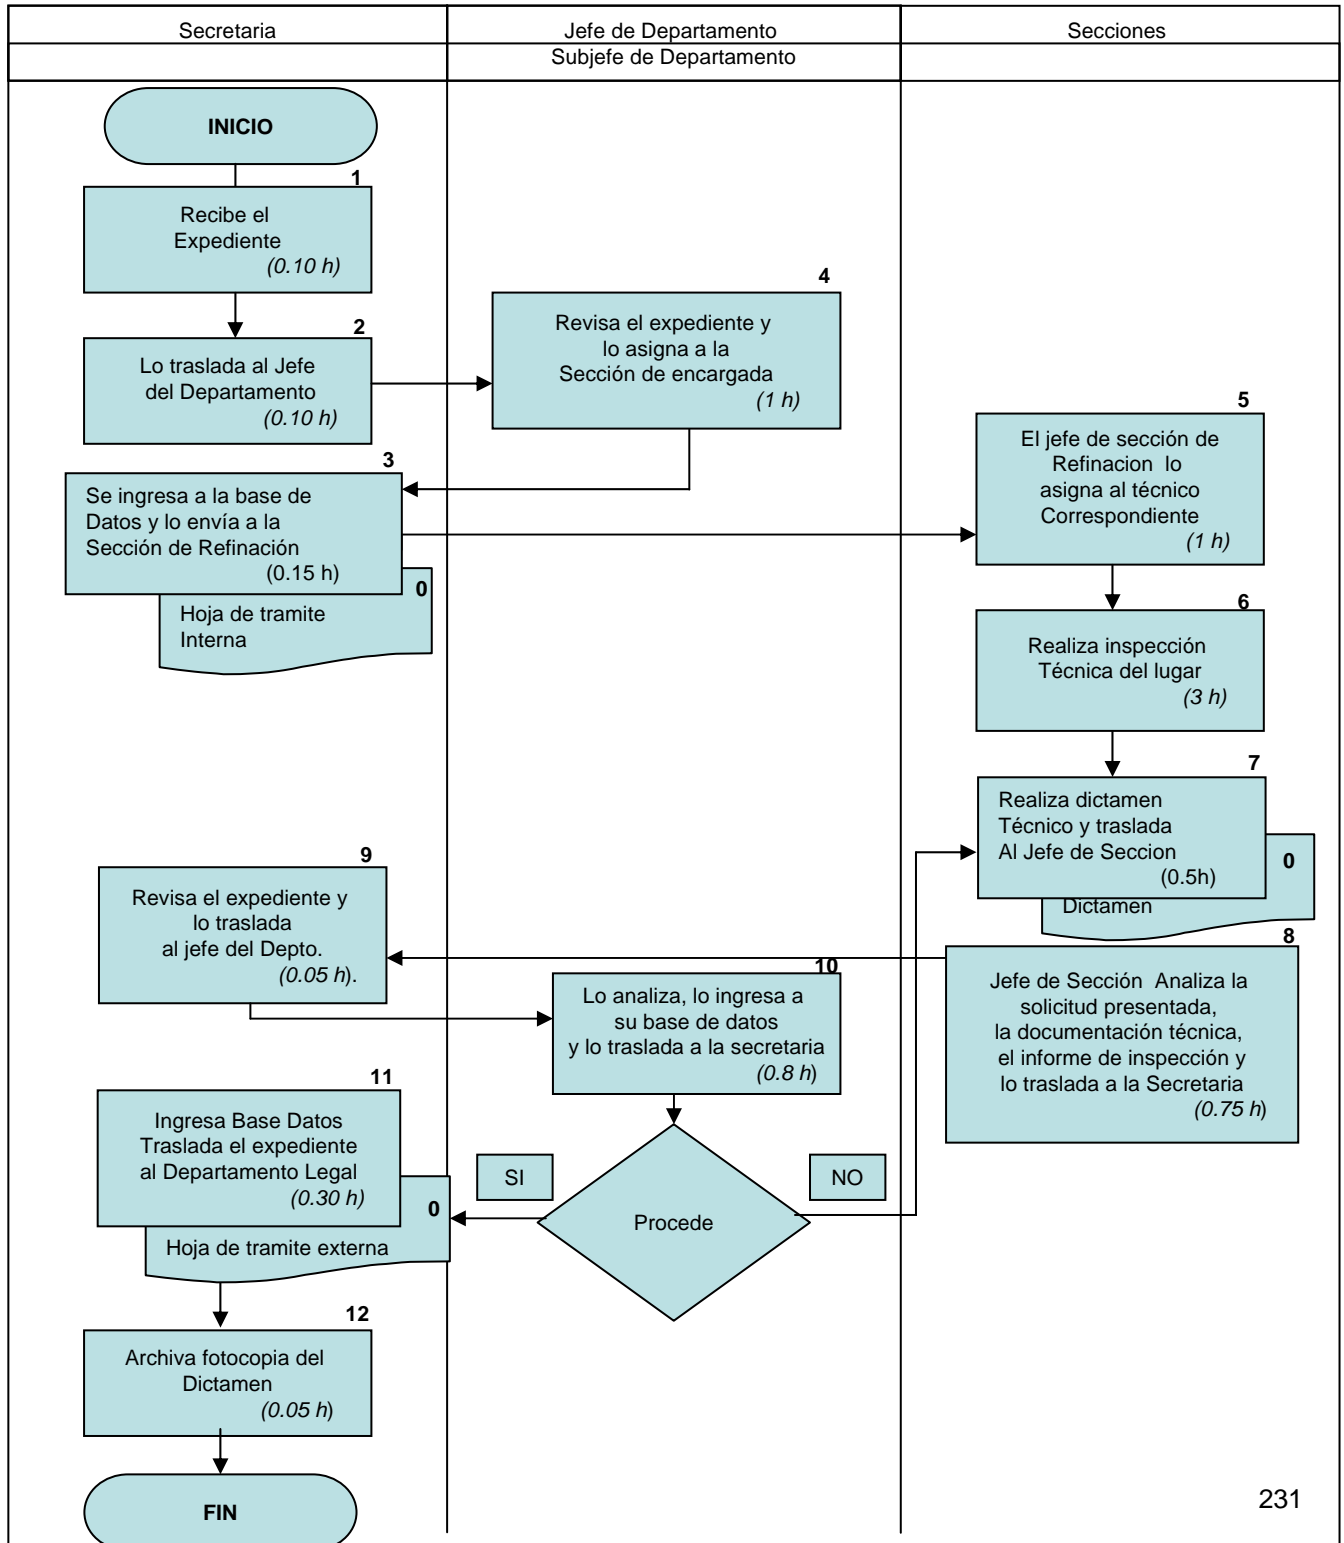 Secretaria
Jefe de Departamento
Secciones
Subjefe de Departamento
INICIO
1
Recibe el
Expediente
(0.10 h)
2
Lo traslada al Jefe
del Departamento
(0.10 h)
4
Revisa el expediente y
lo asigna a la
Sección de encargada
(1 h)
3
Se ingresa a la base de
Datos y lo envía a la
Sección de Refinación
(0.15 h)
0
Hoja de tramite
Interna
5
El jefe de sección de
Refinacion lo
asigna al técnico
Correspondiente
(1 h)
6
Realiza inspección
Técnica del lugar
(3 h)
7
Realiza dictamen
Técnico y traslada
Al Jefe de Seccion
(0.5h)
0
Dictamen
8
Jefe de Sección Analiza la
solicitud presentada,
la documentación técnica,
el informe de inspección y
lo traslada a la Secretaria
(0.75 h)
9
Revisa el expediente y
lo traslada
al jefe del Depto.
(0.05 h).
10
Lo analiza, lo ingresa a
su base de datos
y lo traslada a la secretaria
(0.8 h)
SI
NO
Procede
11
Ingresa Base Datos
Traslada el expediente
al Departamento Legal
(0.30 h)
0
Hoja de tramite externa
12
Archiva fotocopia del
Dictamen
(0.05 h)
FIN
231